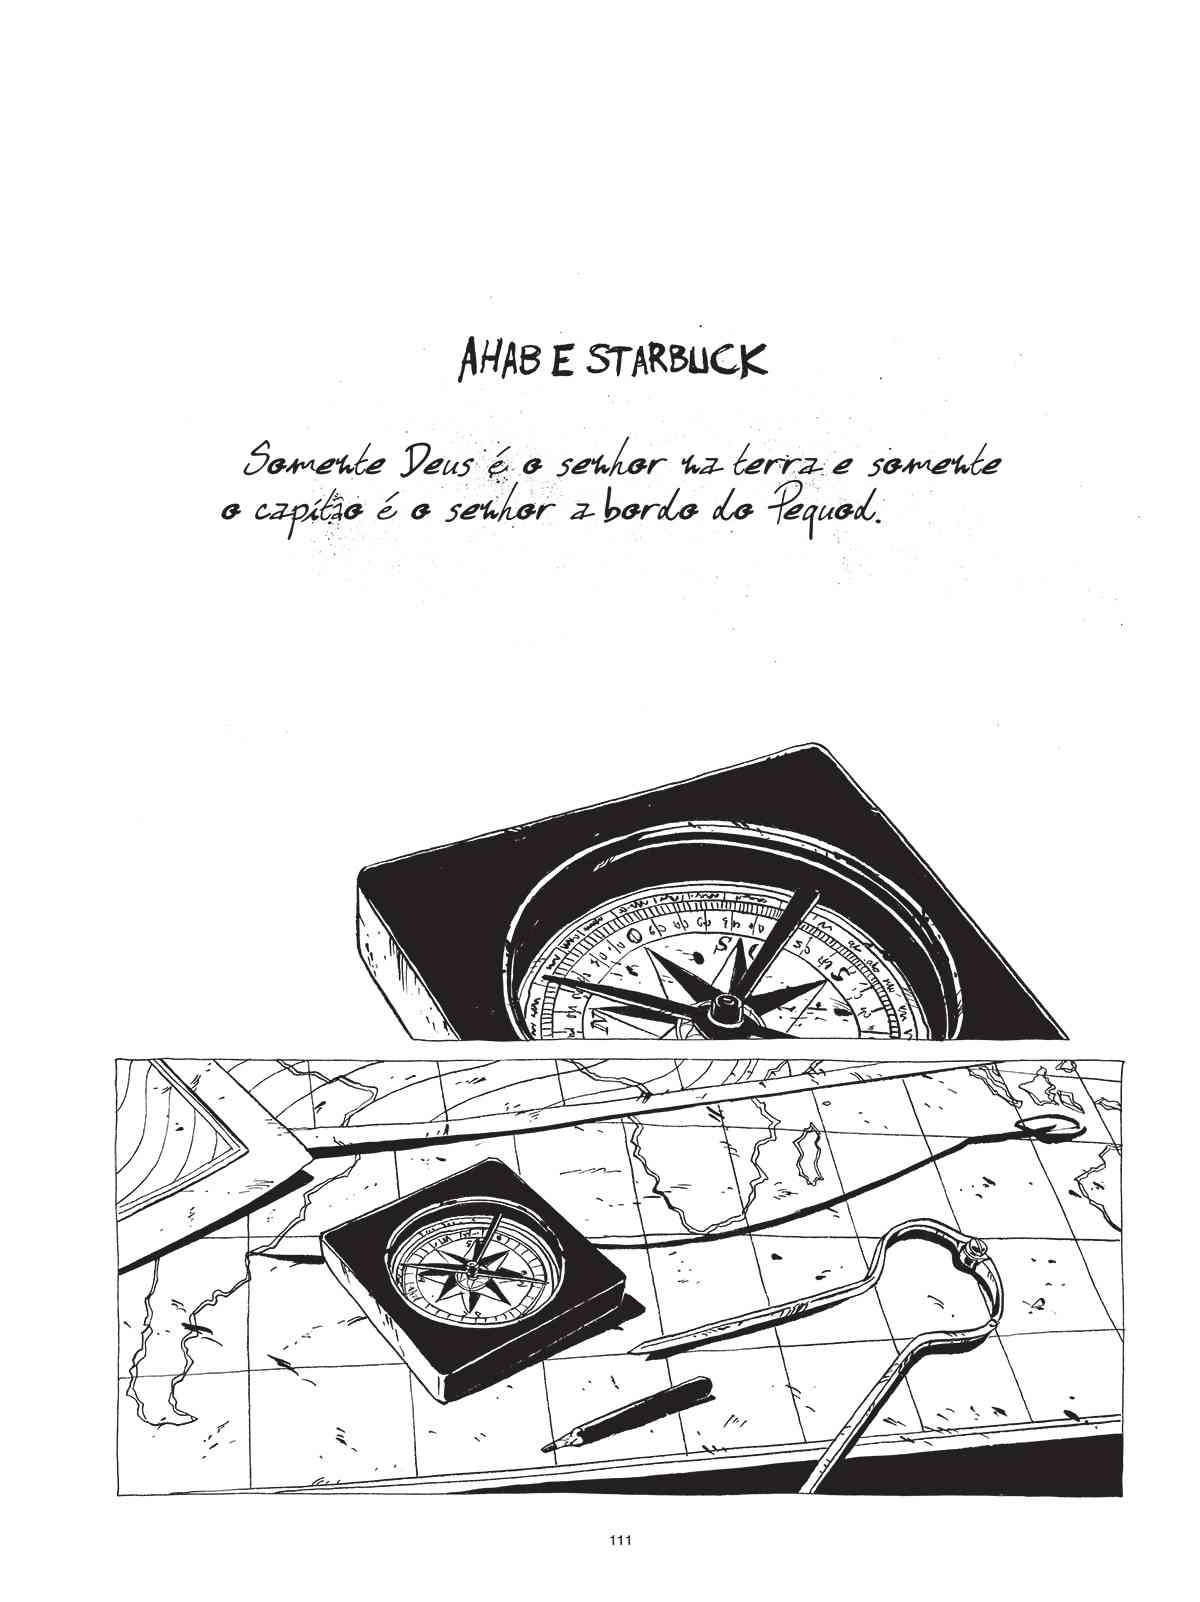 AHAB E STARBUCK
Somente Deus é o senhor na terra e somente
o capitão é o senhor a bordo do Pequod.
111